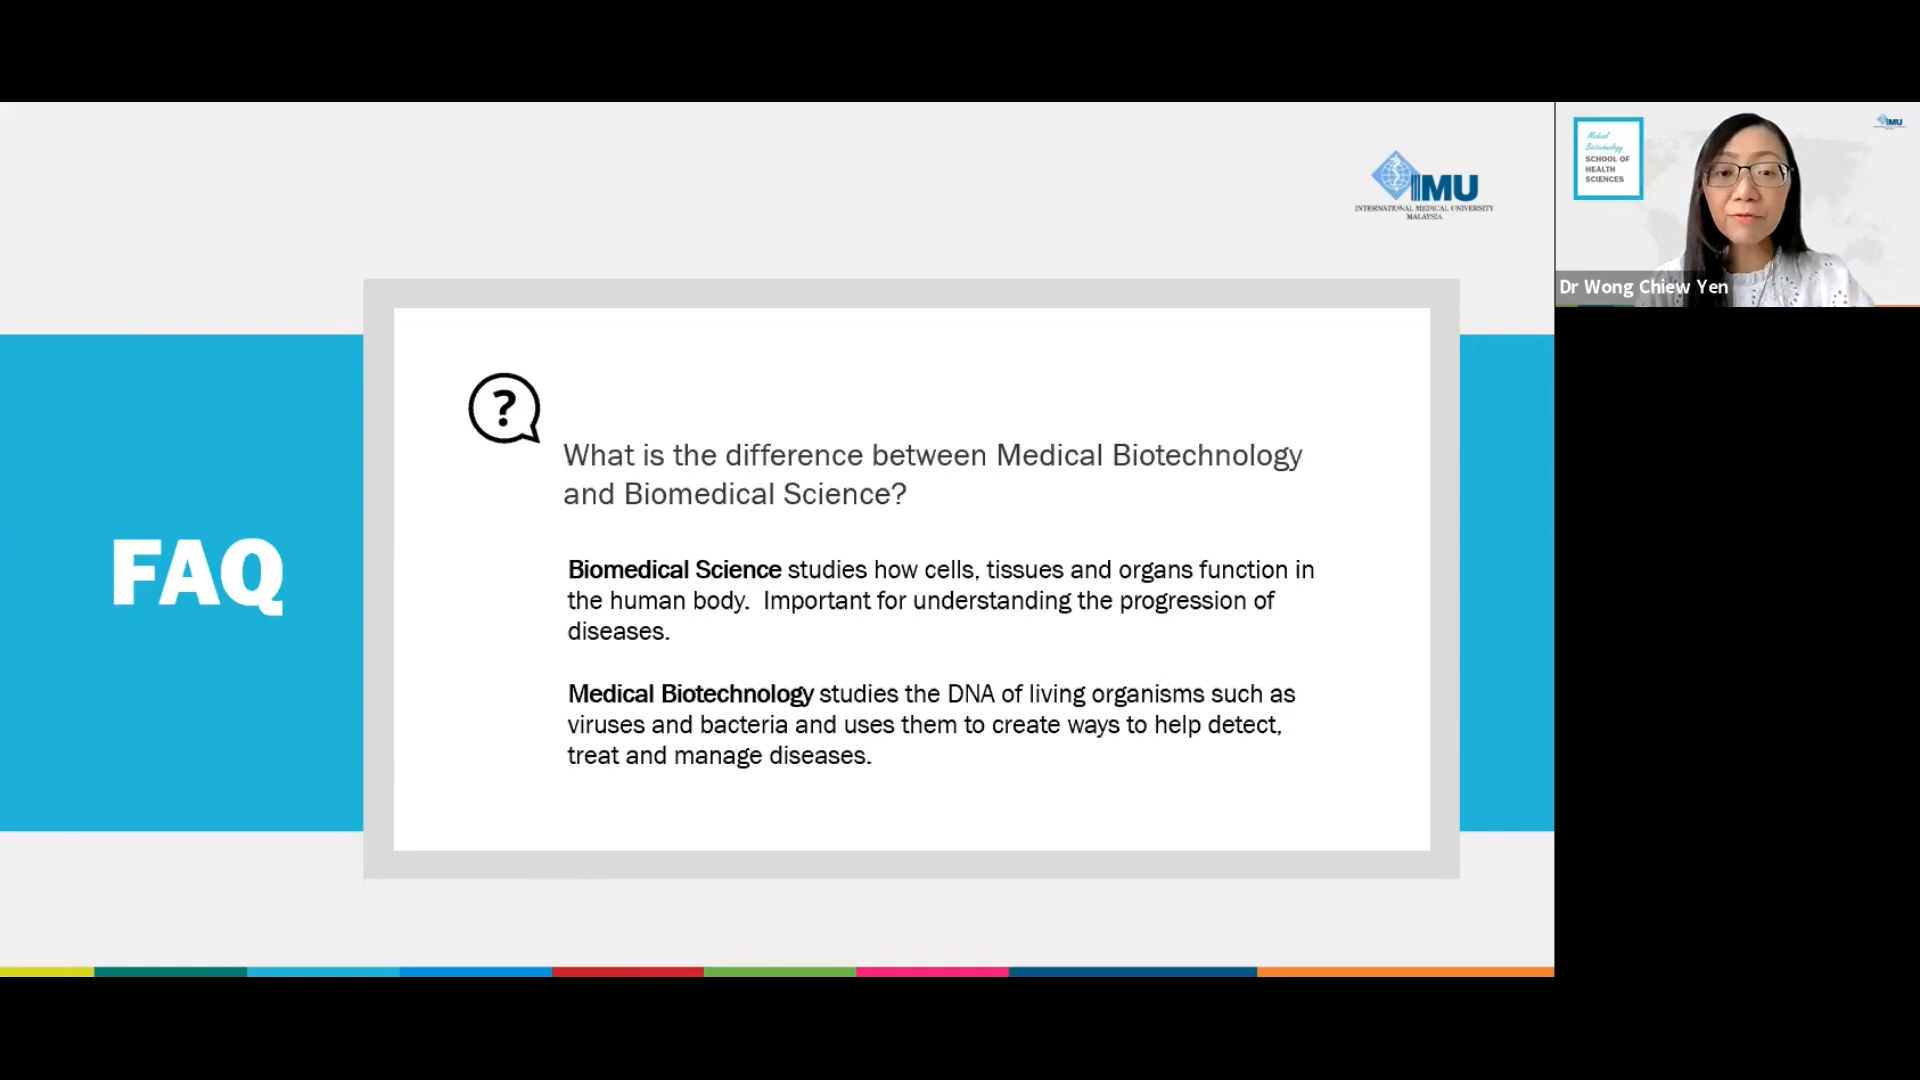 IMU
INTERNATIONAL MEDICAL UNIVERSITY
MALAYSIA
FAQ
?
What is the difference between Medical Biotechnology
and Biomedical Science?
Biomedical Science studies how cells, tissues and organs function in
the human body. Important for understanding the progression of
diseases.
Medical Biotechnology studies the DNA of living organisms such as
viruses and bacteria and uses them to create ways to help detect,
treat and manage diseases.
Medical
Biotechnology
SCHOOL OF
HEALTH
SCIENCES
IMU
Dr Wong Chiew Yen